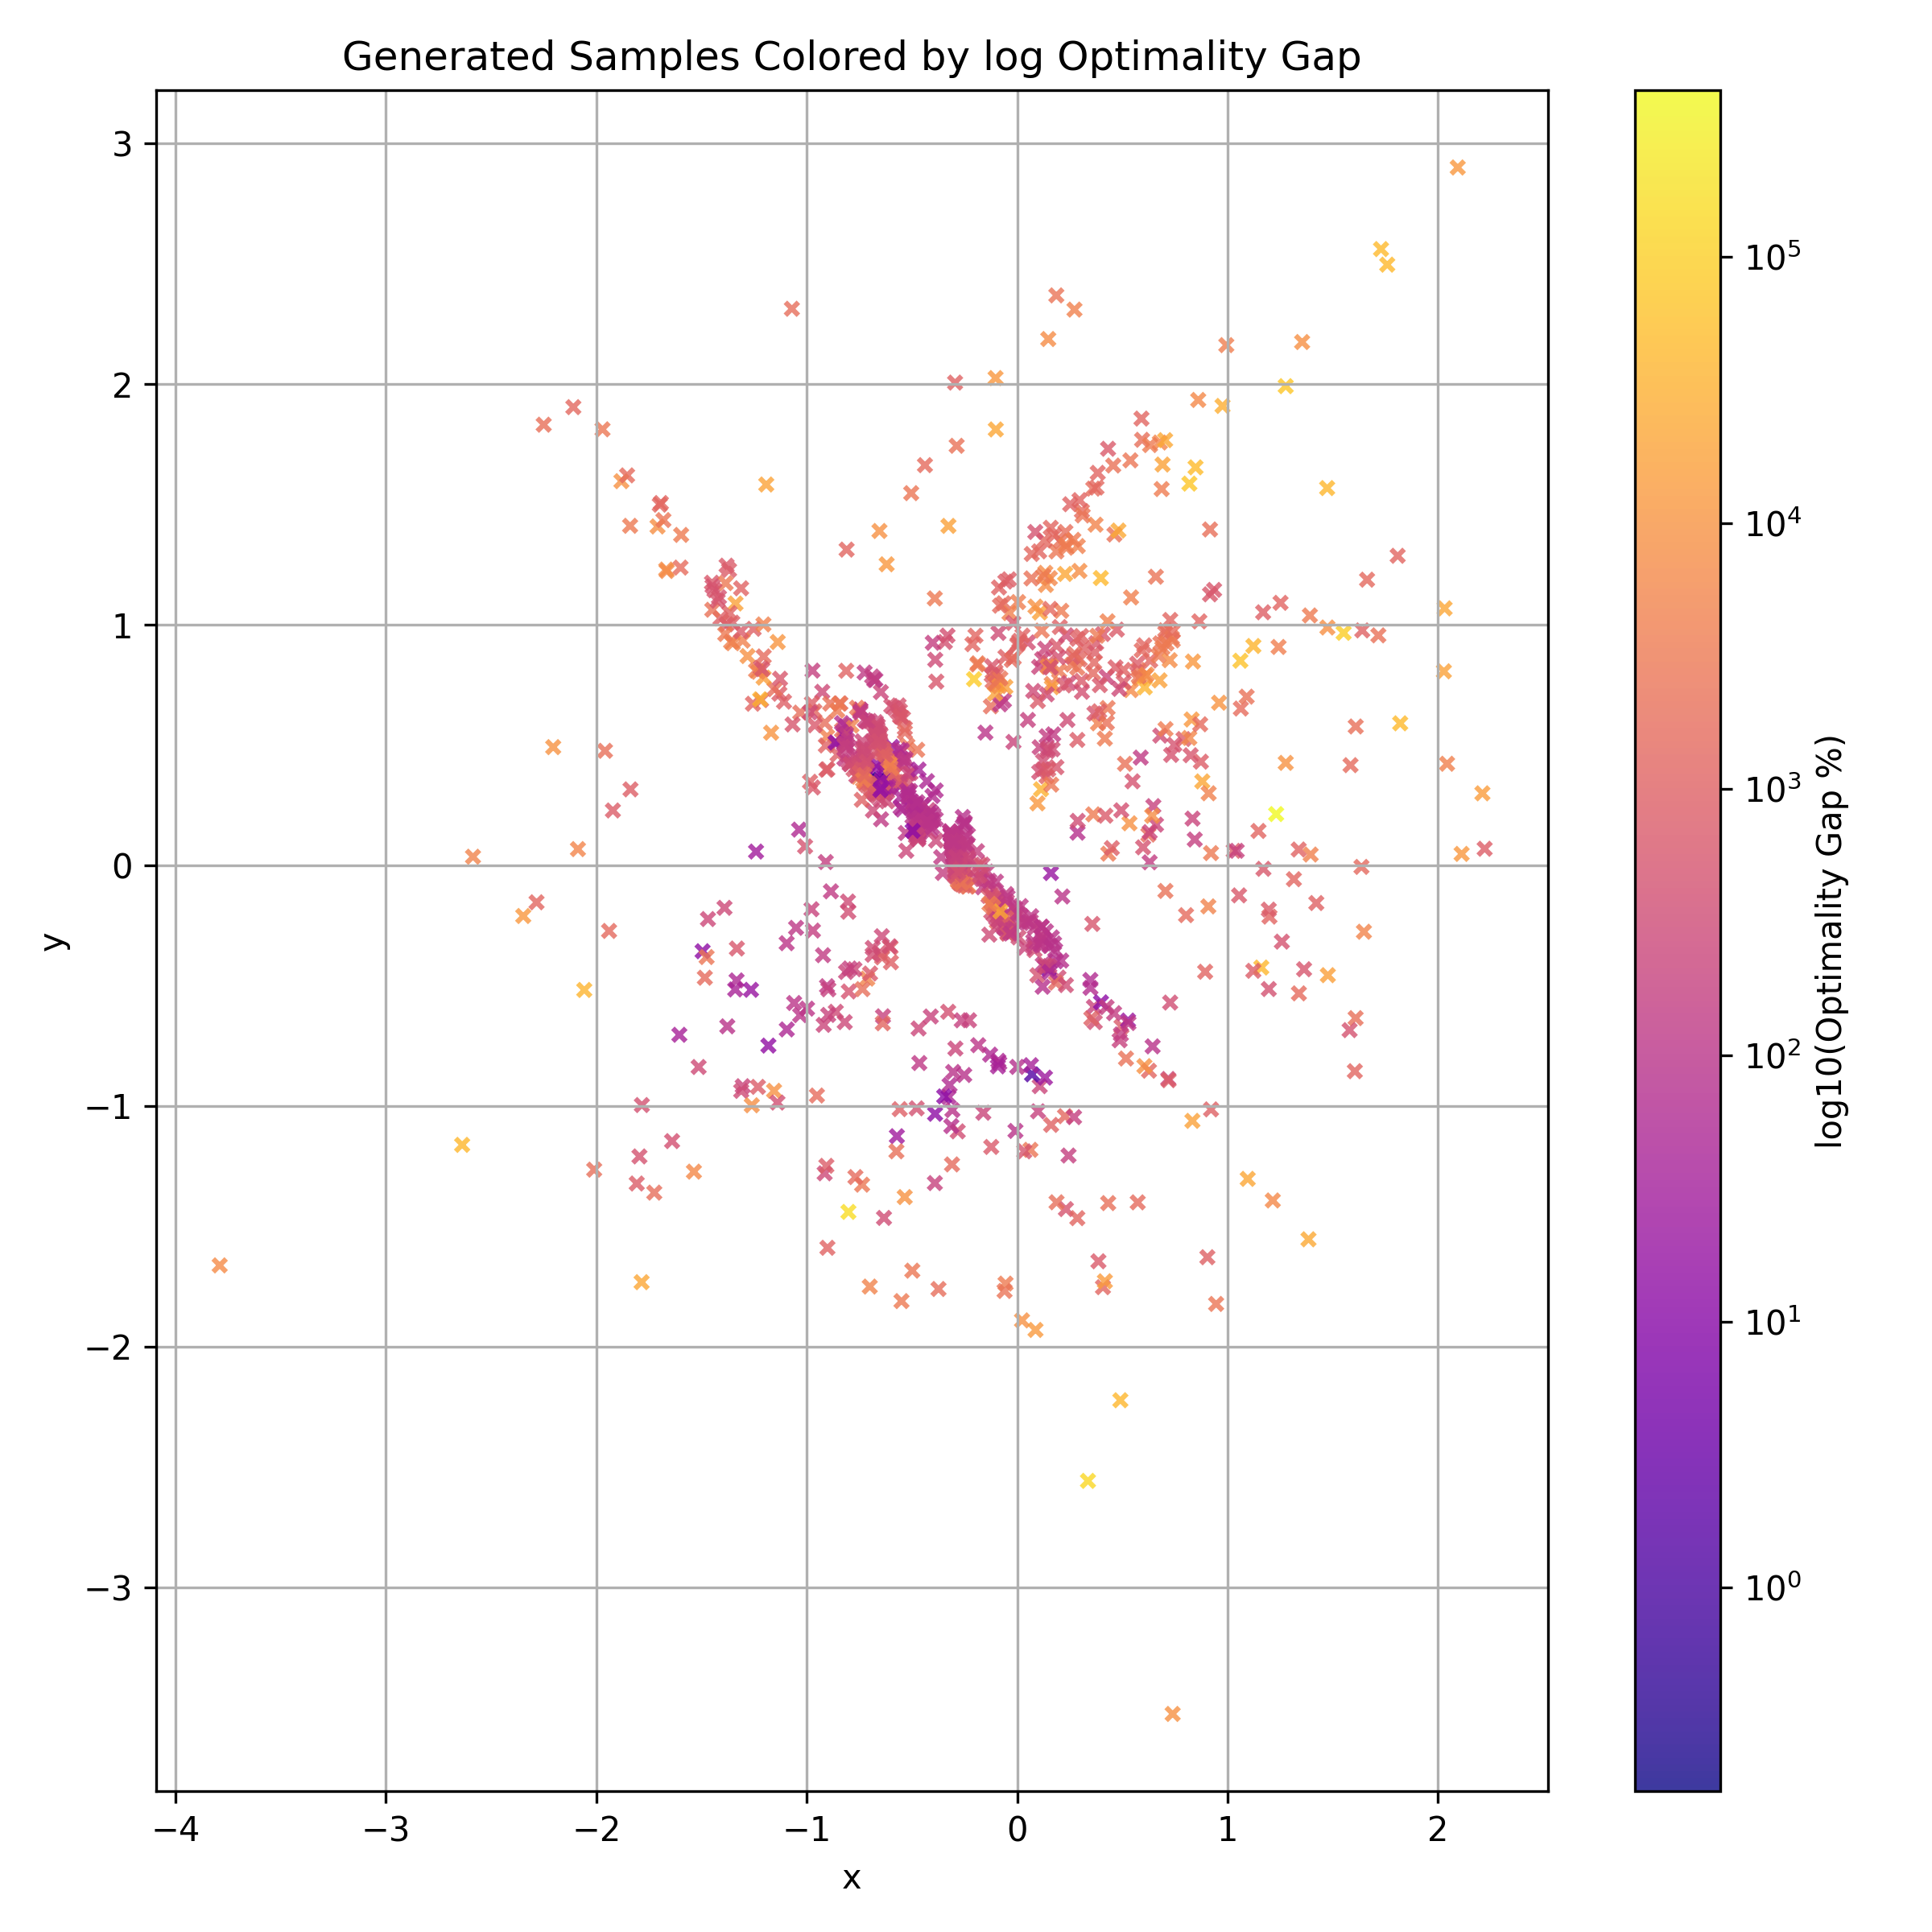 Generated Samples Colored by log Optimality Gap
3
2
1
0
−1
−2
−3
y
−4 −3 −2 −1 0 1 2
x
10^5
10^4
10^3
10^2
10^1
10^0
log10(Optimality Gap %)